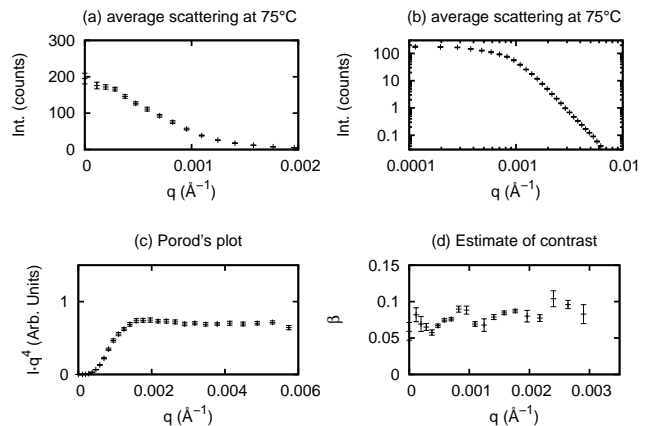 (a) average scattering at 75°C
(b) average scattering at 75°C
Int. (counts)
300
200
100
0
0
0.001
0.002
q (Å⁻¹)
Int. (counts)
100
10
1
0.1
0.0001
0.001
0.01
q (Å⁻¹)
(c) Porod's plot
(d) Estimate of contrast
I·q⁴ (Arb. Units)
1
0
0
0.002
0.004
0.006
q (Å⁻¹)
β
0.15
0.1
0.05
0
0
0.001
0.002
0.003
q (Å⁻¹)